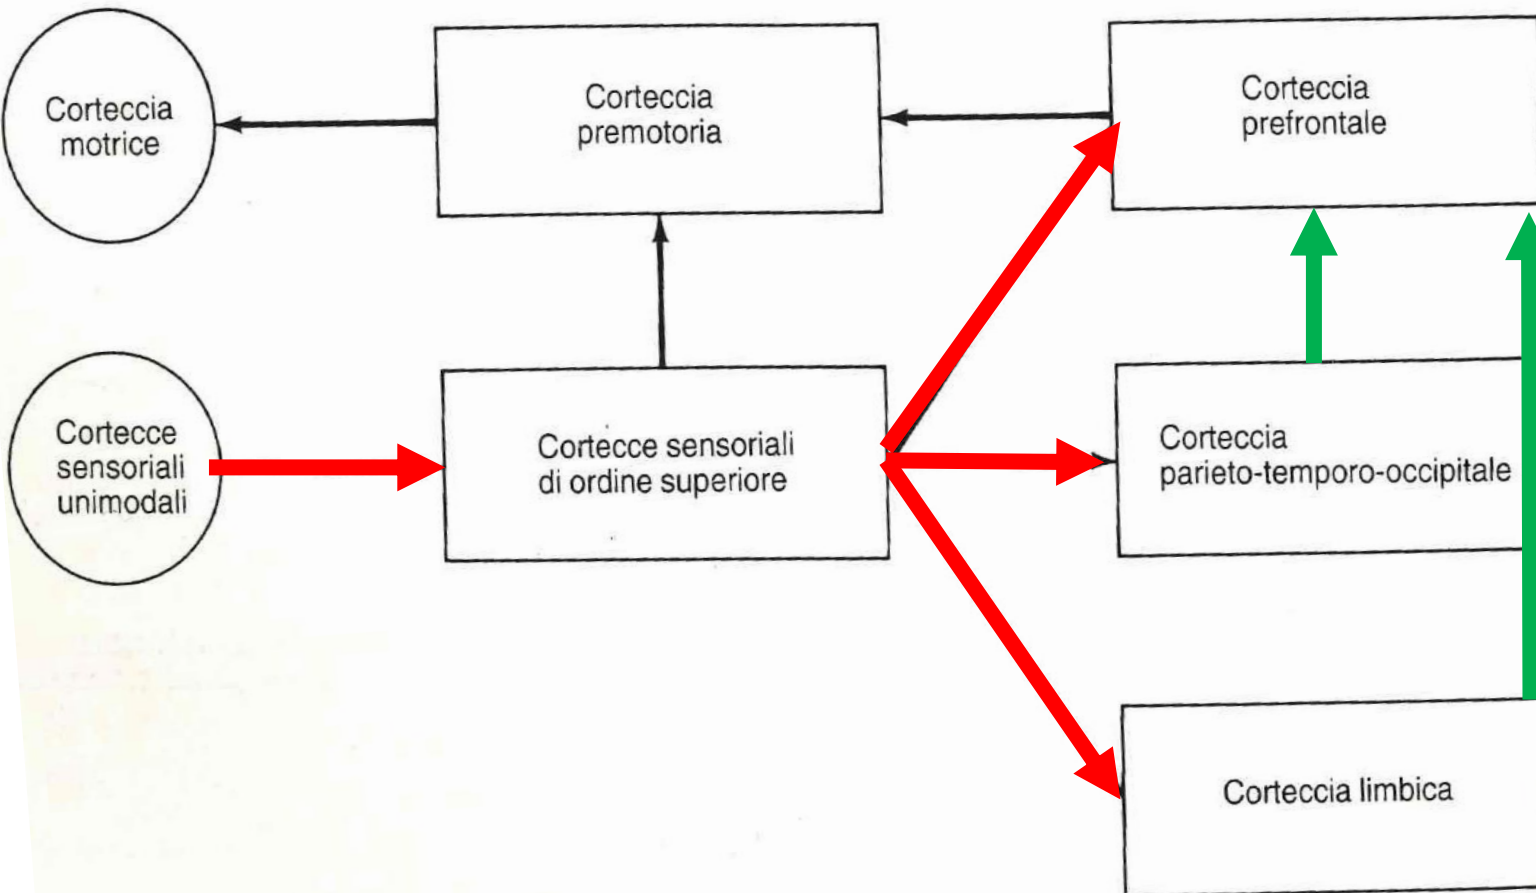 Corteccia
motrice
Corteccia
premotoria
Corteccia
prefrontale
Cortecce
sensoriali
unimodali
Cortecce sensoriali
di ordine superiore
Corteccia
parieto-temporo-occipitale
Corteccia limbica